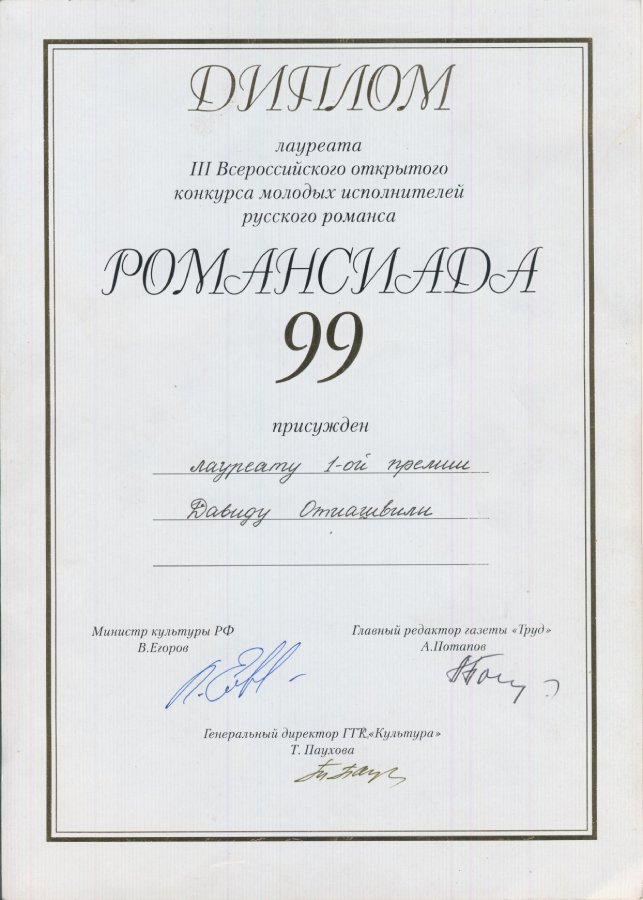 ДИПЛОМ
лауреата
III Всероссийского открытого
конкурса молодых исполнителей
русского романса
РОМАНСИАДА
99
присужден
лауреату 1-ой премии
Давиду Отиашвили
Министр культуры РФ
В.Егоров
Главный редактор газеты «Труд»
А.Потапов
Генеральный директор ГТК «Культура»
Т. Паухова